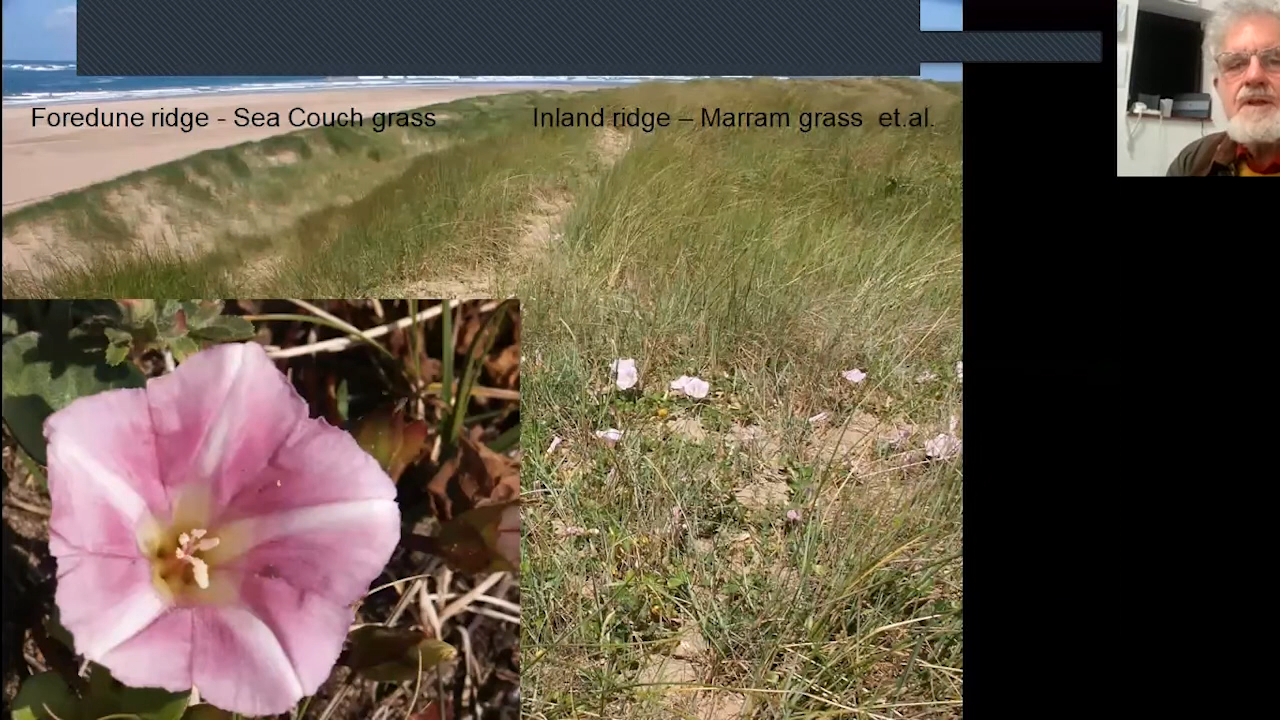 Foredune ridge - Sea Couch grass
Inland ridge – Marram grass  et.al.